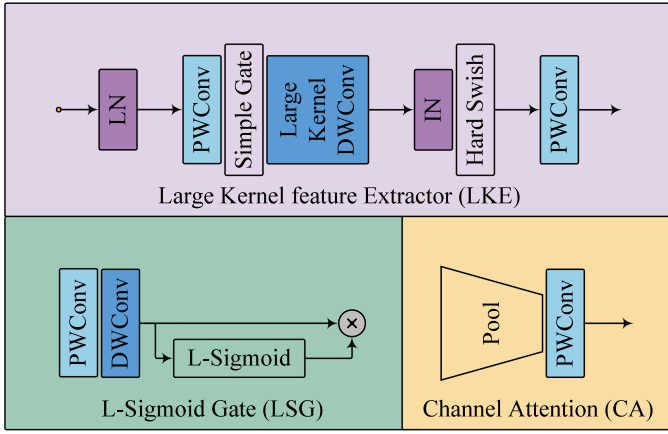 LN
PWConv
Simple Gate
Large
Kernel
DWConv
IN
Hard Swish
PWConv
Large Kernel feature Extractor (LKE)
PWConv
DWConv
L-Sigmoid
L-Sigmoid Gate (LSG)
Pool
PWConv
Channel Attention (CA)